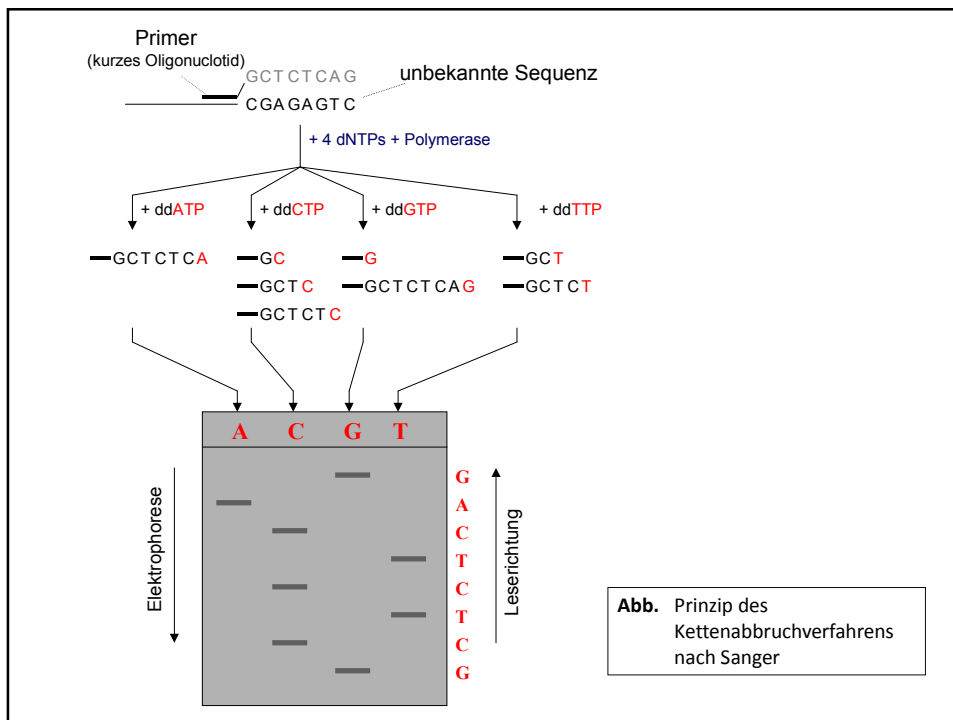 Primer
(kurzes Oligonuclotid)
GCTCTCAG
unbekannte Sequenz
CGAGAGTC
+ 4 dNTPs + Polymerase
+ ddATP
+ ddCTP
+ ddGTP
+ ddTTP
GCTCTCA
GC
G
GCT
GCTC
GCTCTCAG
GCTCT
GCTCTC
A C G T
Elektrophorese
G
A
C
T
C
T
C
G
Leserichtung
Abb. Prinzip des
Kettenabbruchverfahrens
nach Sanger